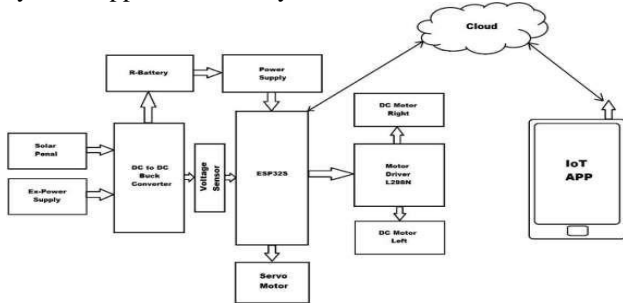 Cloud
R-Battery
Power
Supply
DC Motor
Right
Solar
Panal
DC to DC
Buck
Converter
Voltage
Sensor
ESP32S
Motor
Driver
L298N
IoT
APP
Ex-Power
Supply
DC Motor
Left
Servo
Motor